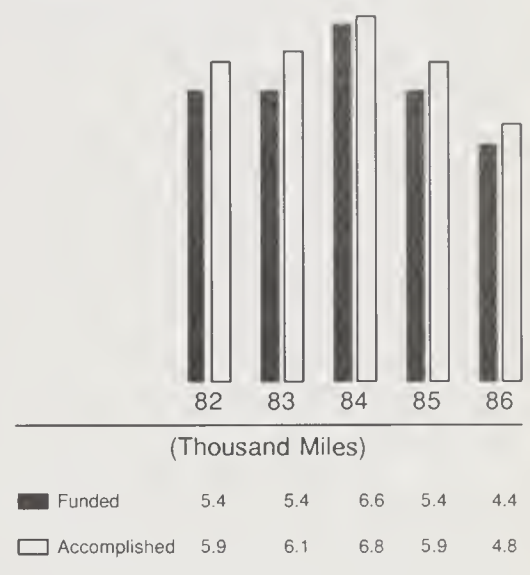 82 83 84 85 86
(Thousand Miles)
Funded 5.4 5.4 6.6 5.4 4.4
Accomplished 5.9 6.1 6.8 5.9 4.8